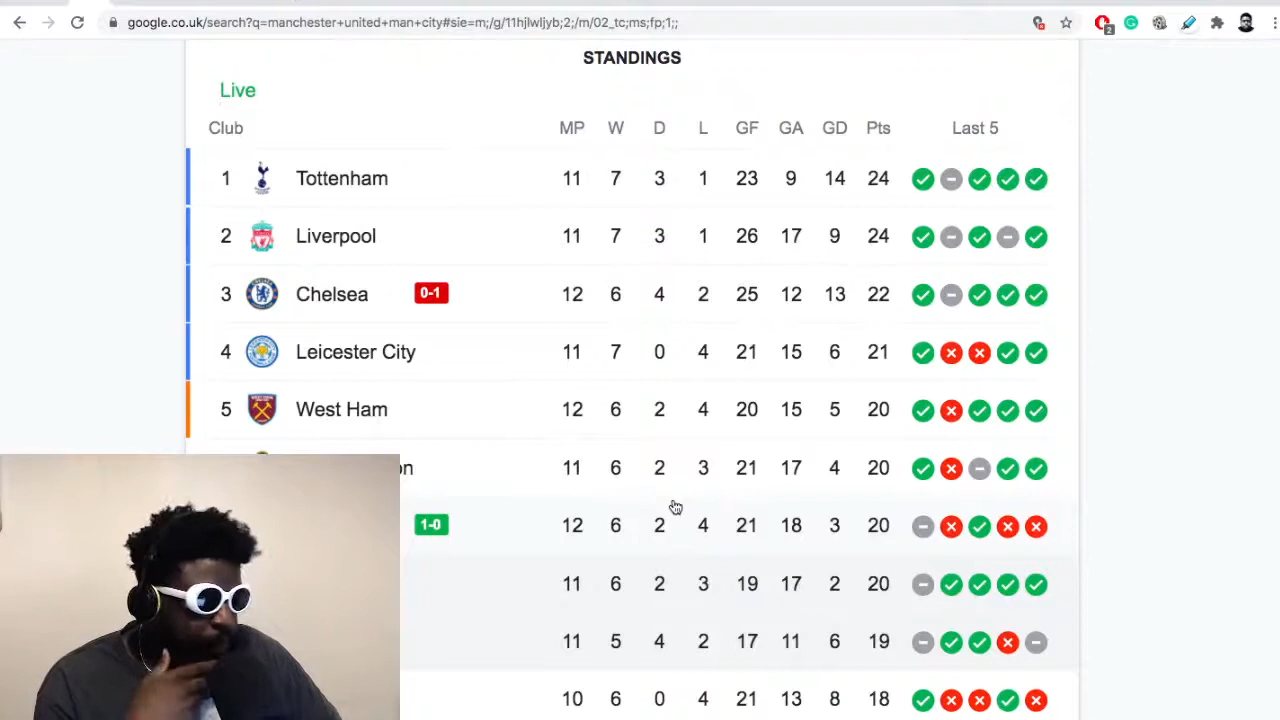 google.co.uk/search?q=manchester+united+man+city#sie=m;/g/11hjlwljyb;2;/m/02_tc;ms;fp;1;;
2
STANDINGS
Live
Club MP W D L GF GA GD Pts Last 5
1 Tottenham 11 7 3 1 23 9 14 24
2 Liverpool 11 7 3 1 26 17 9 24
3 Chelsea 0-1 12 6 4 2 25 12 13 22
4 Leicester City 11 7 0 4 21 15 6 21
5 West Ham 12 6 2 4 20 15 5 20
on 11 6 2 3 21 17 4 20
1-0 12 6 2 4 21 18 3 20
11 6 2 3 19 17 2 20
11 5 4 2 17 11 6 19
10 6 0 4 21 13 8 18